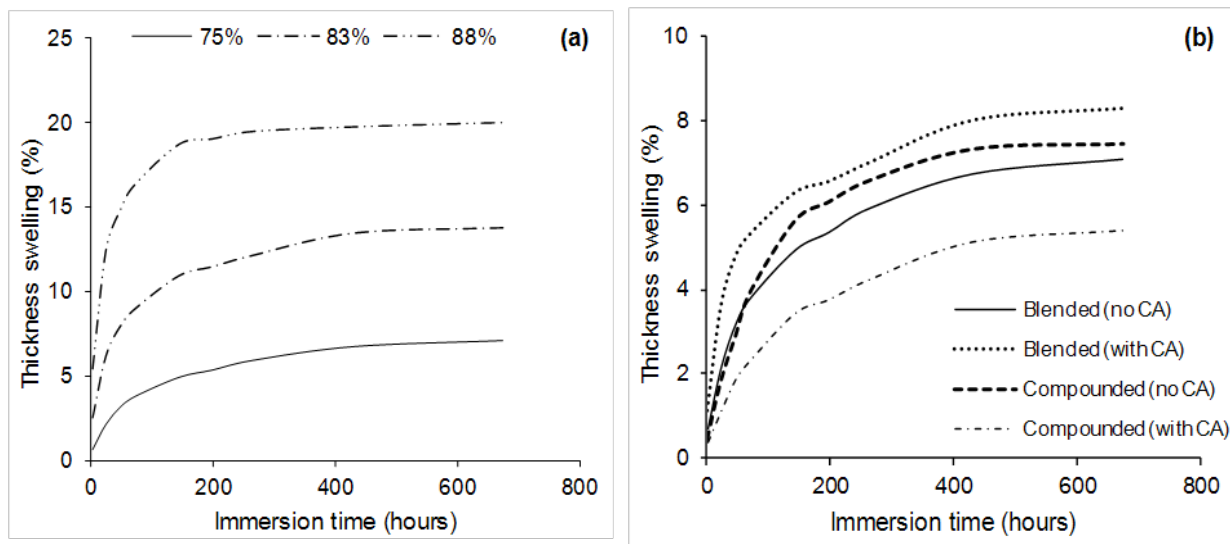 25
20
15
10
5
0
Thickness swelling (%)
75% 83% 88%
(a)
0 200 400 600 800
Immersion time (hours)
10
8
6
4
2
0
Thickness swelling (%)
(b)
Blended (no CA)
Blended (with CA)
Compounded (no CA)
Compounded (with CA)
0 200 400 600 800
Immersion time (hours)